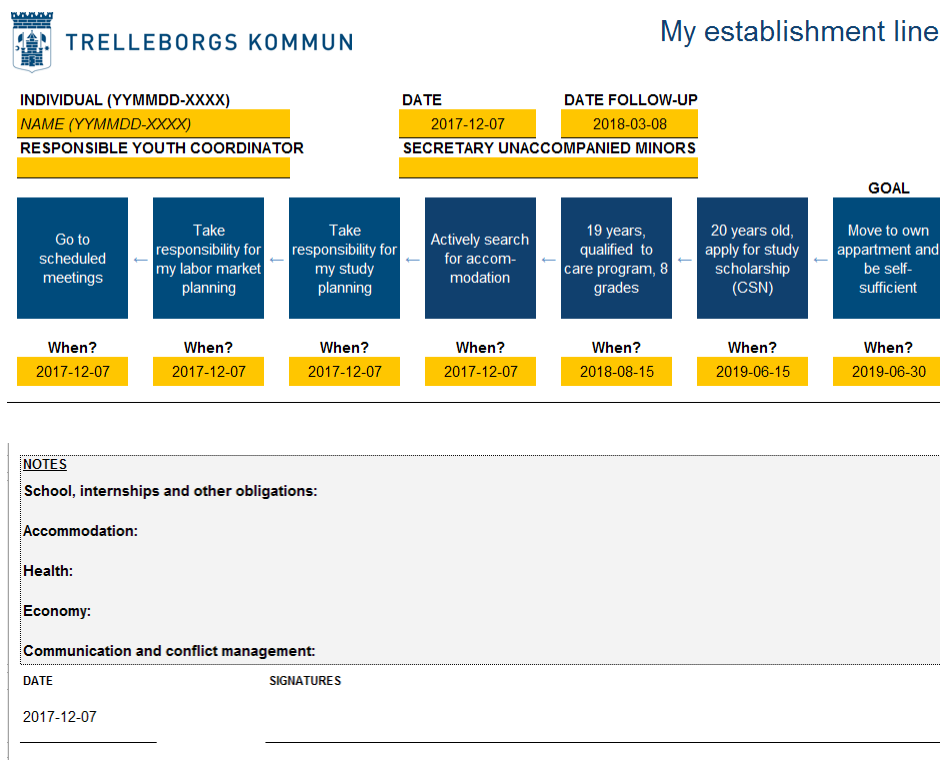 TRELLEBORGS KOMMUN
My establishment line
INDIVIDUAL (YYMMDD-XXXX)
DATE
DATE FOLLOW-UP
NAME (YYMMDD-XXXX)
2017-12-07
2018-03-08
RESPONSIBLE YOUTH COORDINATOR
SECRETARY UNACCOMPANIED MINORS
GOAL
Go to
scheduled
meetings
←
Take
responsibility for
my labor market
planning
←
Take
responsibility for
my study
planning
←
Actively search
for accom-
modation
←
19 years,
qualified to
care program, 8
grades
←
20 years old,
apply for study
scholarship
(CSN)
←
Move to own
appartment and
be self-
sufficient
When?
When?
When?
When?
When?
When?
When?
2017-12-07
2017-12-07
2017-12-07
2017-12-07
2018-08-15
2019-06-15
2019-06-30
NOTES
School, internships and other obligations:
Accommodation:
Health:
Economy:
Communication and conflict management:
DATE
SIGNATURES
2017-12-07